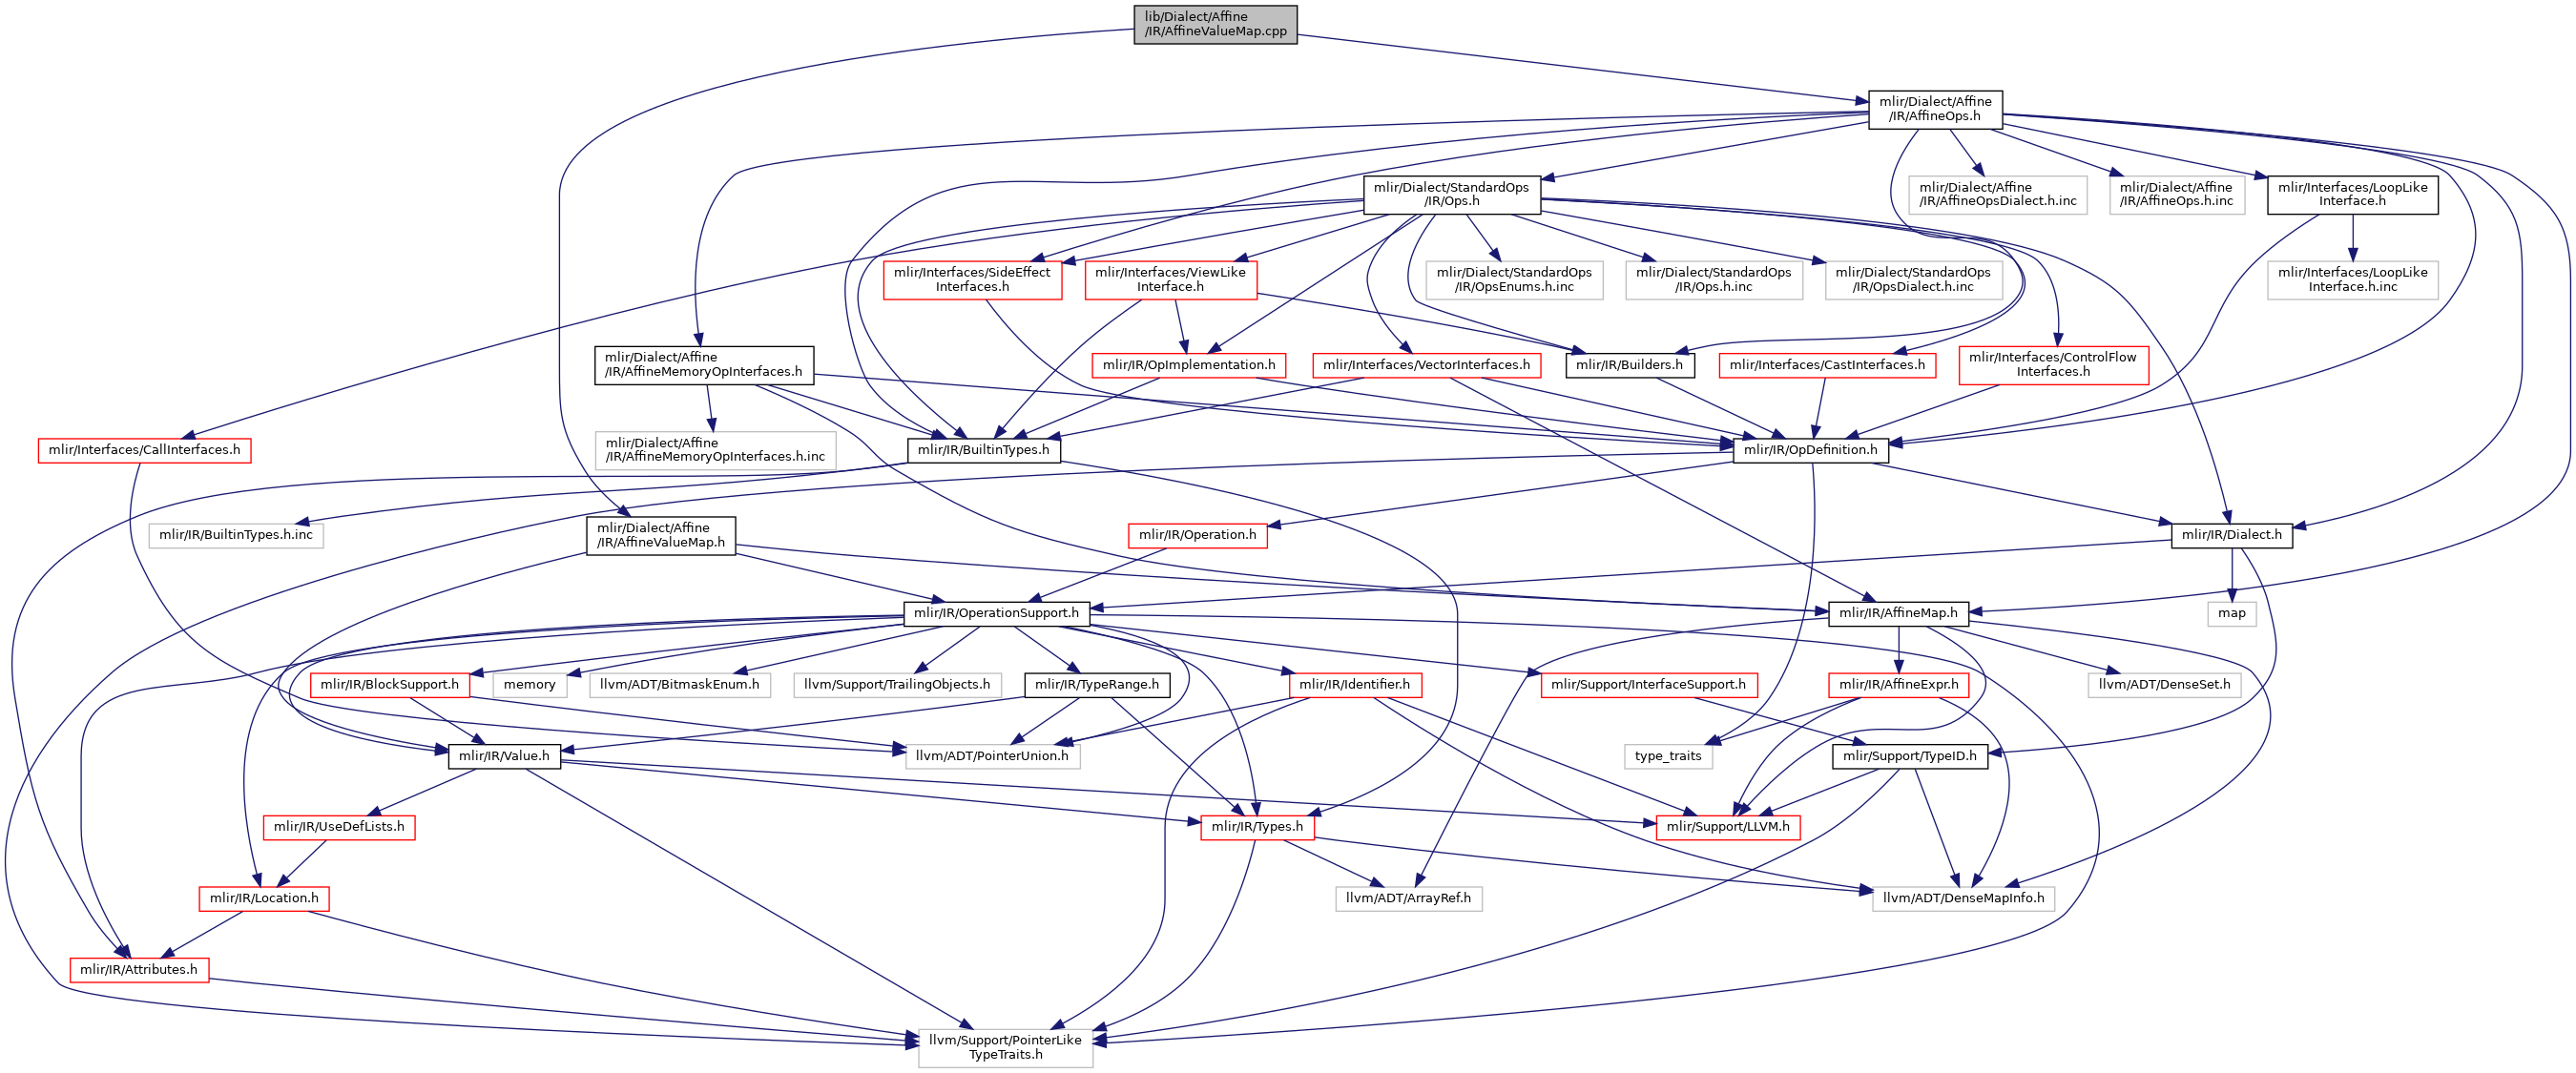 lib/Dialect/Affine
/IR/AffineValueMap.cpp
mlir/Dialect/Affine
/IR/AffineOps.h
mlir/Dialect/StandardOps
/IR/Ops.h
mlir/Dialect/Affine
/IR/AffineOpsDialect.h.inc
mlir/Dialect/Affine
/IR/AffineOps.h.inc
mlir/Interfaces/LoopLike
Interface.h
mlir/Interfaces/SideEffect
Interfaces.h
mlir/Interfaces/ViewLike
Interface.h
mlir/Dialect/StandardOps
/IR/OpsEnums.h.inc
mlir/Dialect/StandardOps
/IR/Ops.h.inc
mlir/Dialect/StandardOps
/IR/OpsDialect.h.inc
mlir/Interfaces/LoopLike
Interface.h.inc
mlir/Dialect/Affine
/IR/AffineMemoryOpInterfaces.h
mlir/IR/OpImplementation.h
mlir/Interfaces/VectorInterfaces.h
mlir/IR/Builders.h
mlir/Interfaces/CastInterfaces.h
mlir/Interfaces/ControlFlow
Interfaces.h
mlir/Interfaces/CallInterfaces.h
mlir/Dialect/Affine
/IR/AffineMemoryOpInterfaces.h.inc
mlir/IR/BuiltinTypes.h
mlir/IR/OpDefinition.h
mlir/IR/BuiltinTypes.h.inc
mlir/Dialect/Affine
/IR/AffineValueMap.h
mlir/IR/Operation.h
mlir/IR/Dialect.h
mlir/IR/OperationSupport.h
mlir/IR/AffineMap.h
map
mlir/IR/BlockSupport.h
memory
llvm/ADT/BitmaskEnum.h
llvm/Support/TrailingObjects.h
mlir/IR/TypeRange.h
mlir/IR/Identifier.h
mlir/Support/InterfaceSupport.h
mlir/IR/AffineExpr.h
llvm/ADT/DenseSet.h
mlir/IR/Value.h
llvm/ADT/PointerUnion.h
type_traits
mlir/Support/TypeID.h
mlir/IR/UseDefLists.h
mlir/IR/Types.h
mlir/Support/LLVM.h
mlir/IR/Location.h
llvm/ADT/ArrayRef.h
llvm/ADT/DenseMapInfo.h
mlir/IR/Attributes.h
llvm/Support/PointerLike
TypeTraits.h